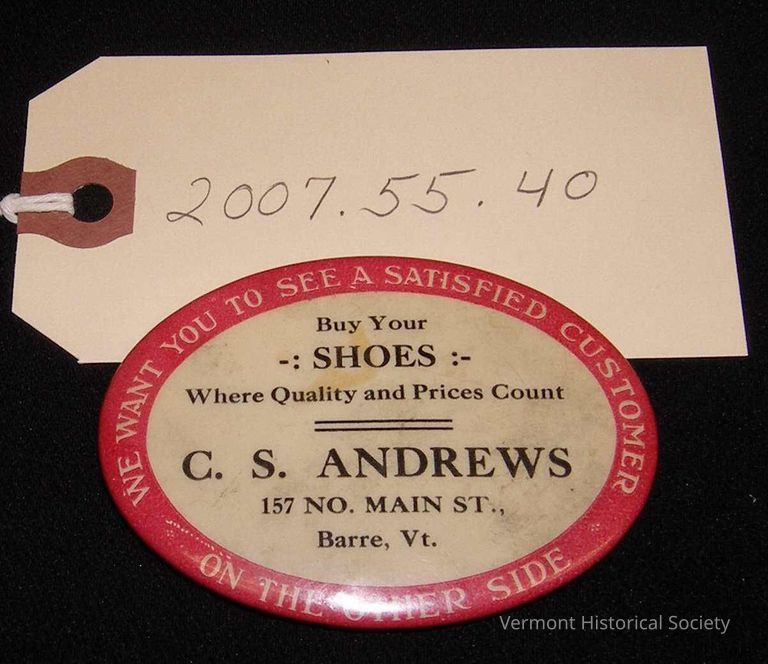 2007.55.40
WE WANT YOU TO SEE A SATISFIED CUSTOMER
Buy Your
-: SHOES :-
Where Quality and Prices Count
C. S. ANDREWS
157 NO. MAIN ST.,
Barre, Vt.
ON THE OTHER SIDE
Vermont Historical Society